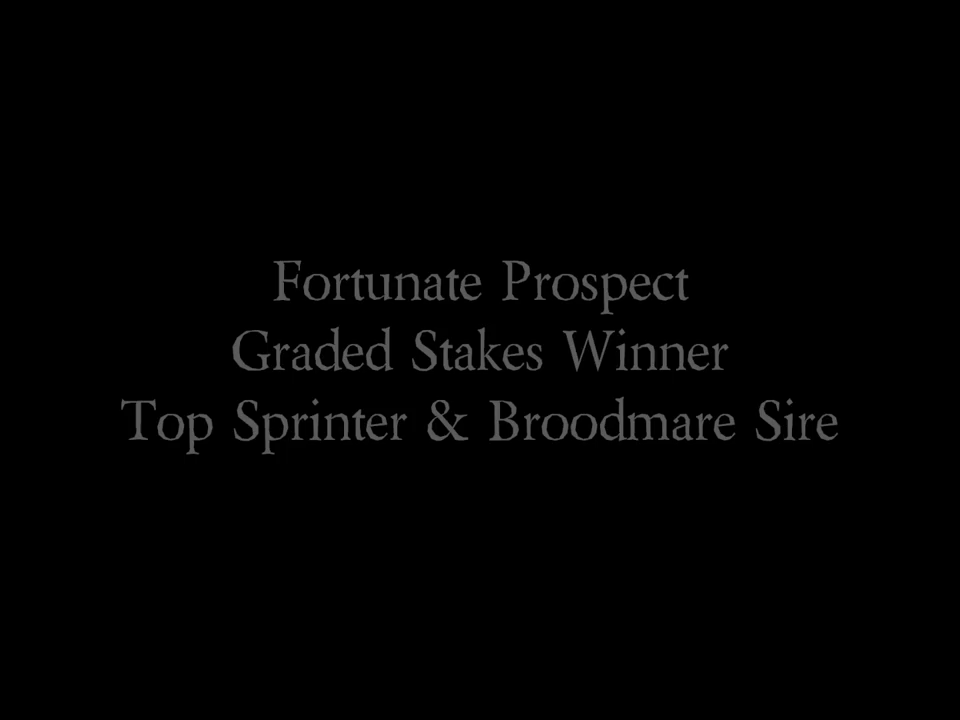 Fortunate Prospect
Graded Stakes Winner
Top Sprinter & Broodmare Sire